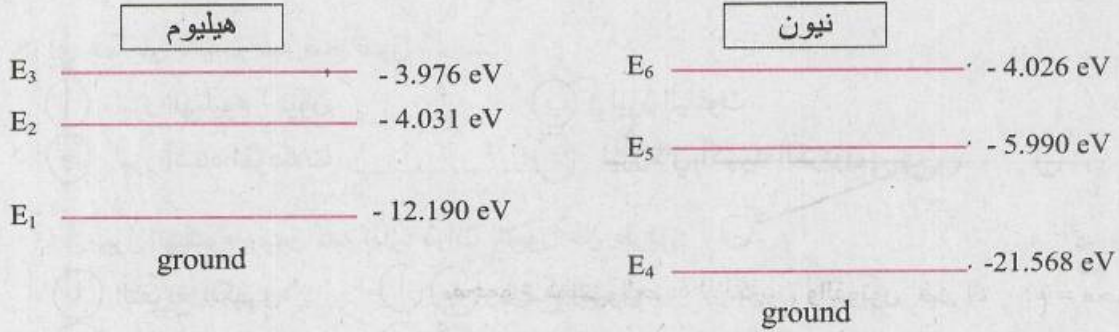 هيليوم
E3 - 3.976 eV
E2 - 4.031 eV
E1 - 12.190 eV
ground
نيون
E6 - 4.026 eV
E5 - 5.990 eV
E4 -21.568 eV
ground